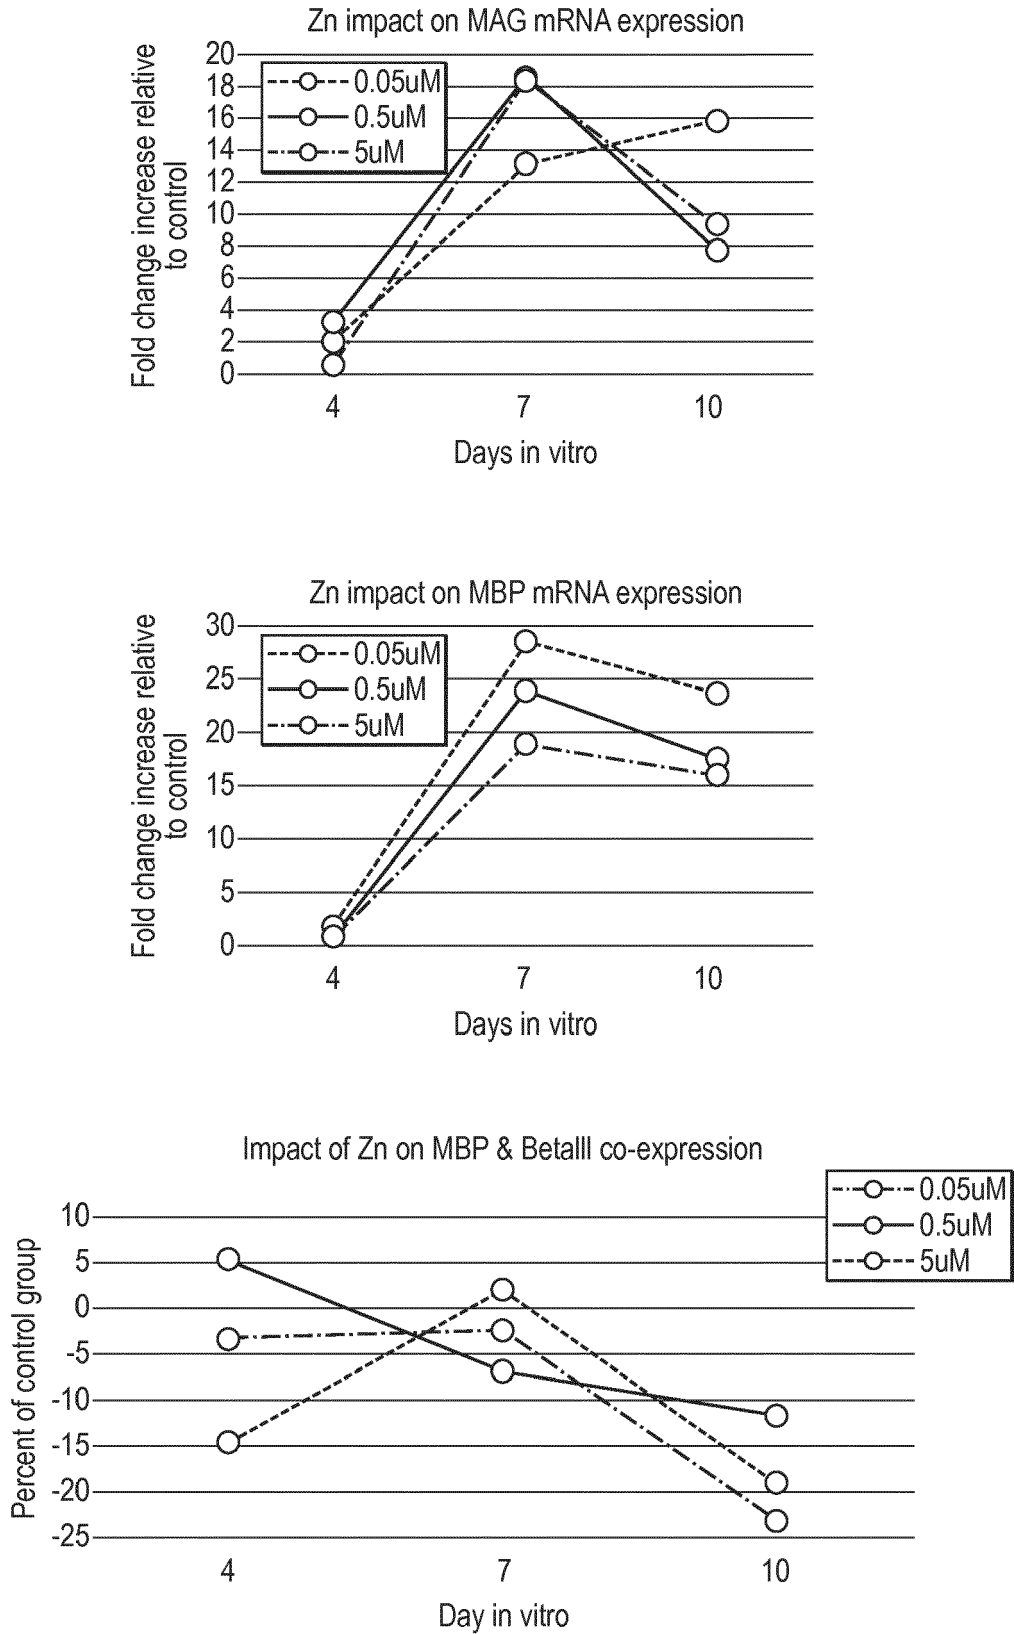 Zn impact on MAG mRNA expression
Fold change increase relative
to control
20
18
16
14
12
10
8
6
4
2
0
0.05uM
0.5uM
5uM
4
7
10
Days in vitro
Zn impact on MBP mRNA expression
Fold change increase relative
to control
30
25
20
15
10
5
0
0.05uM
0.5uM
5uM
4
7
10
Days in vitro
Impact of Zn on MBP & BetaIII co-expression
Percent of control group
10
5
0
-5
-10
-15
-20
-25
0.05uM
0.5uM
5uM
4
7
10
Day in vitro